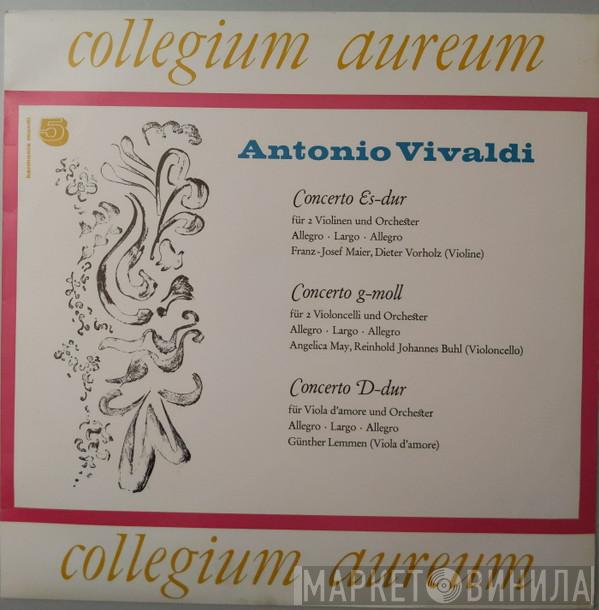 collegium aureum
harmonia mundi
5
Antonio Vivaldi
Concerto Es-dur
für 2 Violinen und Orchester
Allegro · Largo · Allegro
Franz-Josef Maier, Dieter Vorholz (Violine)
Concerto g-moll
für 2 Violoncelli und Orchester
Allegro · Largo · Allegro
Angelica May, Reinhold Johannes Buhl (Violoncello)
Concerto D-dur
für Viola d'amore und Orchester
Allegro · Largo · Allegro
Günther Lemmen (Viola d'amore)
collegium aureum
МАРКЕТ ВИНИЛА